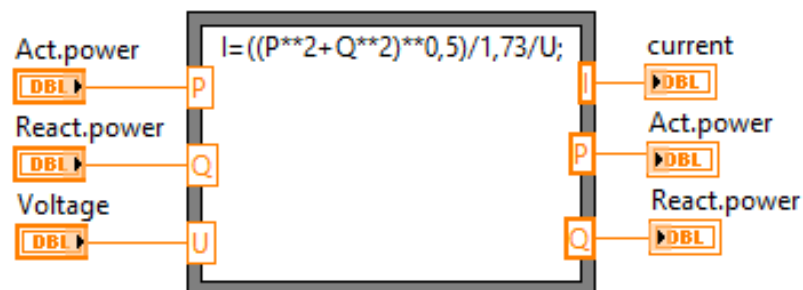 I=((P**2+Q**2)**0,5)/1,73/U;
Act.power
DBL
P
React.power
DBL
Q
Voltage
DBL
U
current
I
DBL
Act.power
P
DBL
React.power
Q
DBL